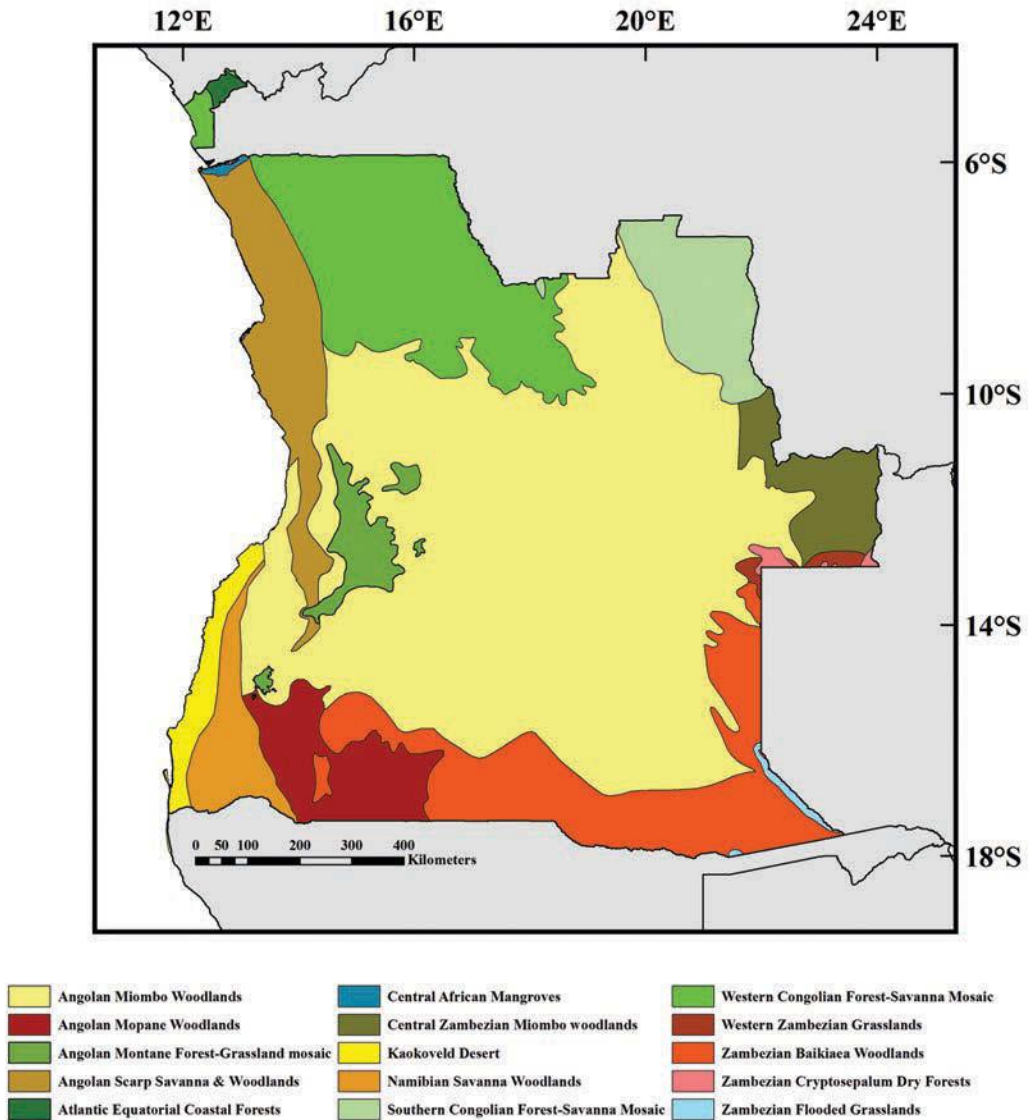 12°E 16°E 20°E 24°E
6°S
10°S
14°S
18°S
0 50 100 200 300 400
Kilometers
Angolan Miombo Woodlands
Angolan Mopane Woodlands
Angolan Montane Forest-Grassland mosaic
Angolan Scarp Savanna & Woodlands
Atlantic Equatorial Coastal Forests
Central African Mangroves
Central Zambezian Miombo woodlands
Kaokoveld Desert
Namibian Savanna Woodlands
Southern Congolian Forest-Savanna Mosaic
Western Congolian Forest-Savanna Mosaic
Western Zambezian Grasslands
Zambezian Baikiaea Woodlands
Zambezian Cryptosepalum Dry Forests
Zambezian Flooded Grasslands